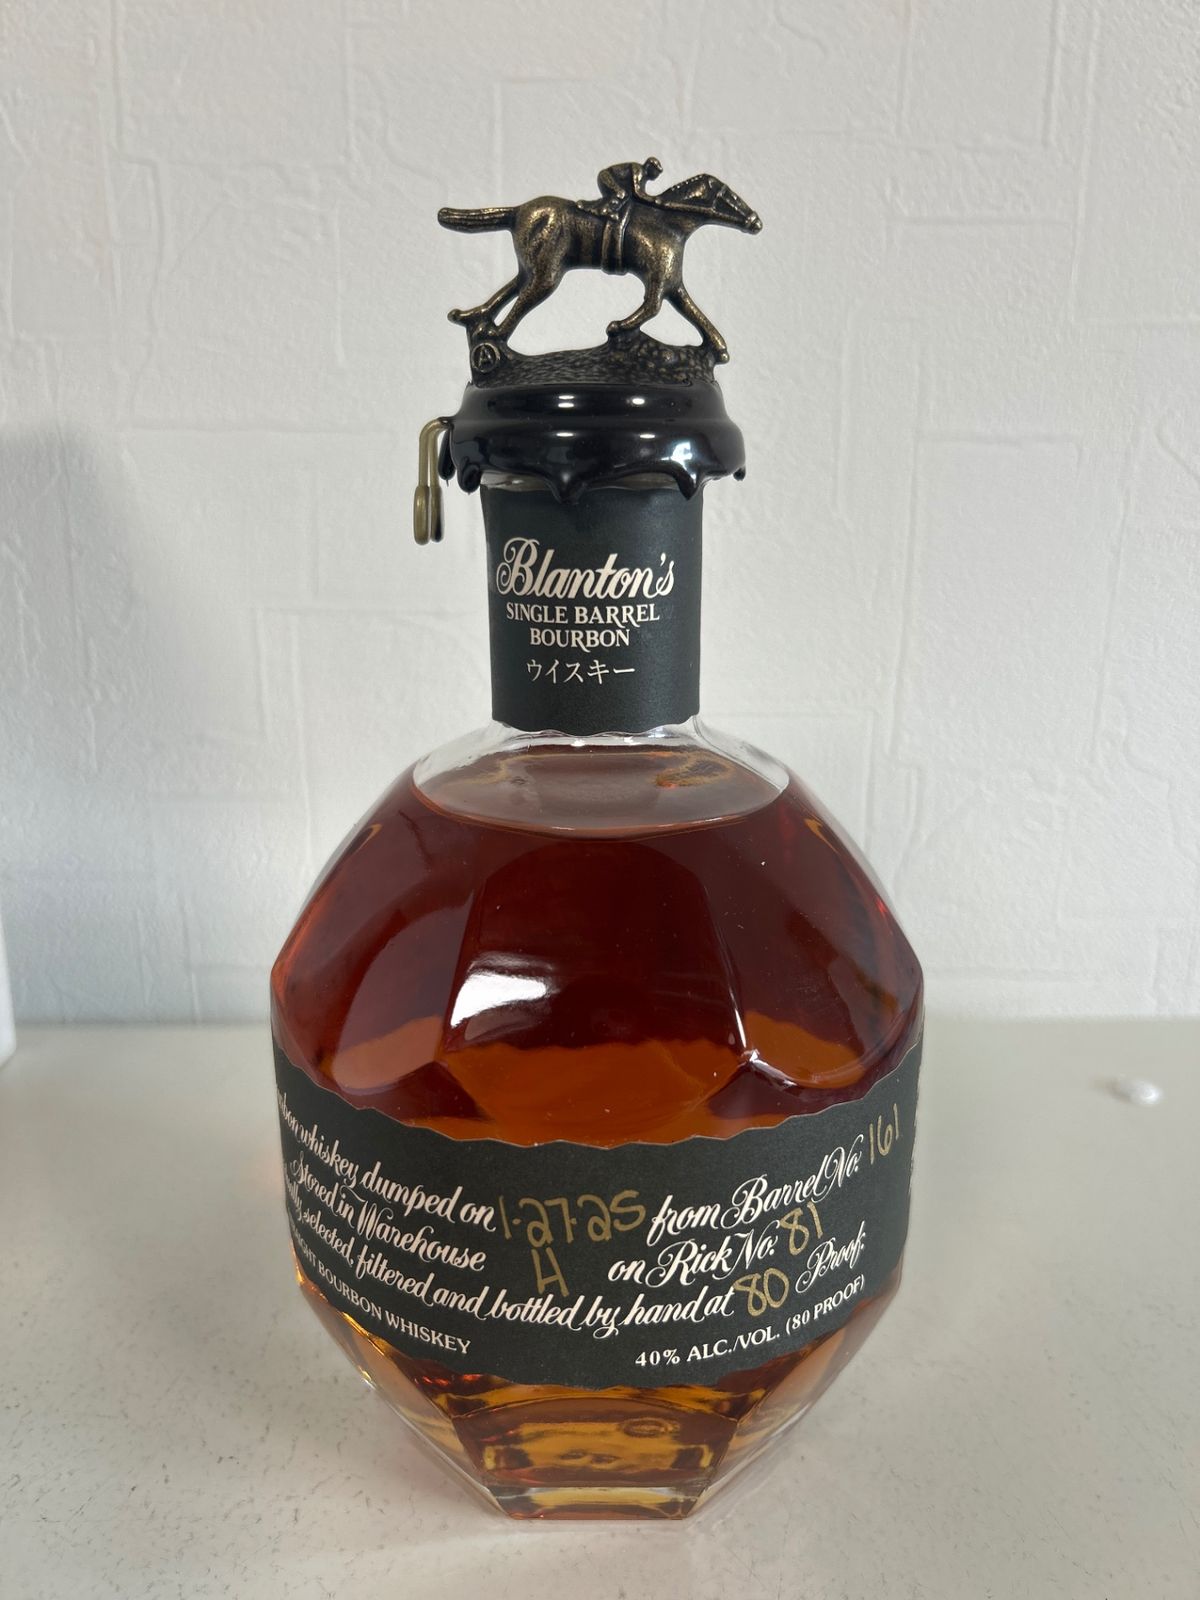 A
Blanton's
SINGLE BARREL
BOURBON
ウイスキー
whiskey dumped on 1-27-25 from Barrel No. 161
Stored in Warehouse H on Rick No. 81
selected, filtered and bottled by hand at 80 Proof.
BOURBON WHISKEY 40% ALC./VOL. (80 PROOF)